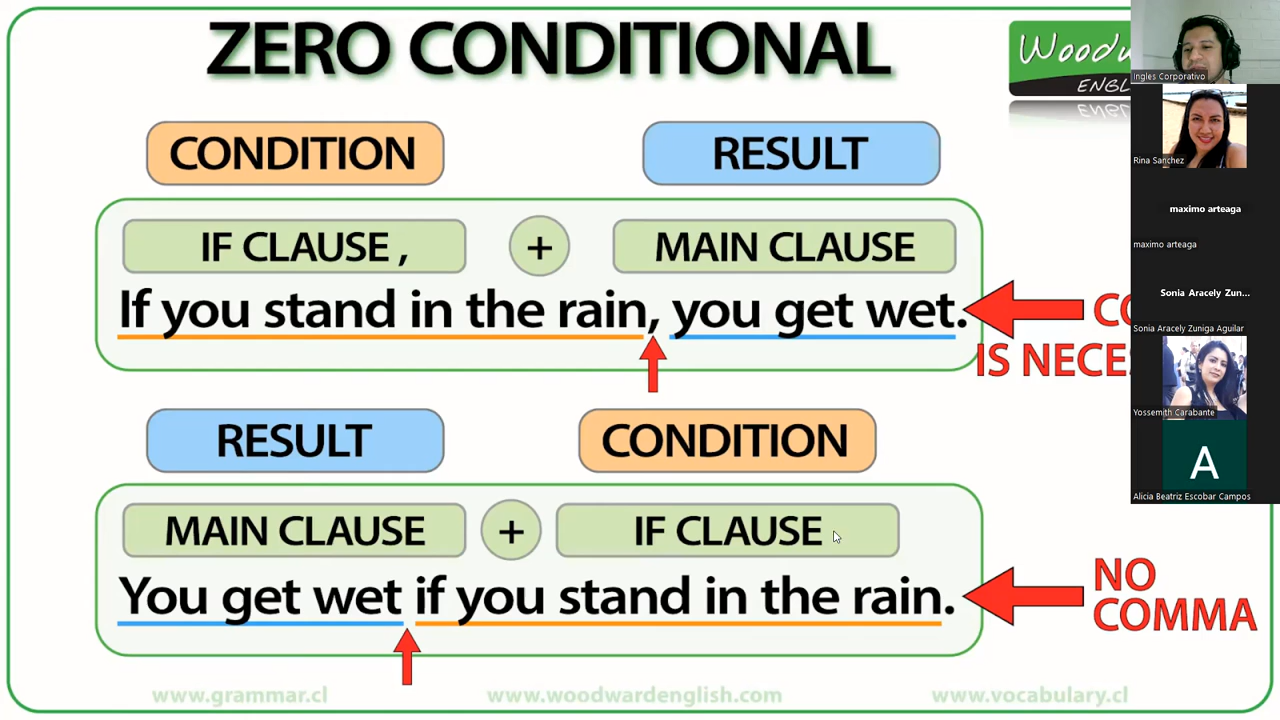 ZERO CONDITIONAL
Woodw
ENGL
CONDITION
RESULT
IF CLAUSE ,
+
MAIN CLAUSE
If you stand in the rain, you get wet.
CO
IS NECES
RESULT
CONDITION
MAIN CLAUSE
+
IF CLAUSE
You get wet if you stand in the rain.
NO
COMMA
www.grammar.cl
www.woodwardenglish.com
www.vocabulary.cl
Ingles Corporativo
Rina Sanchez
maximo arteaga
maximo arteaga
Sonia Aracely Zun...
Sonia Aracely Zuniga Aguilar
Yossemith Carabante
A
Alicia Beatriz Escobar Campos